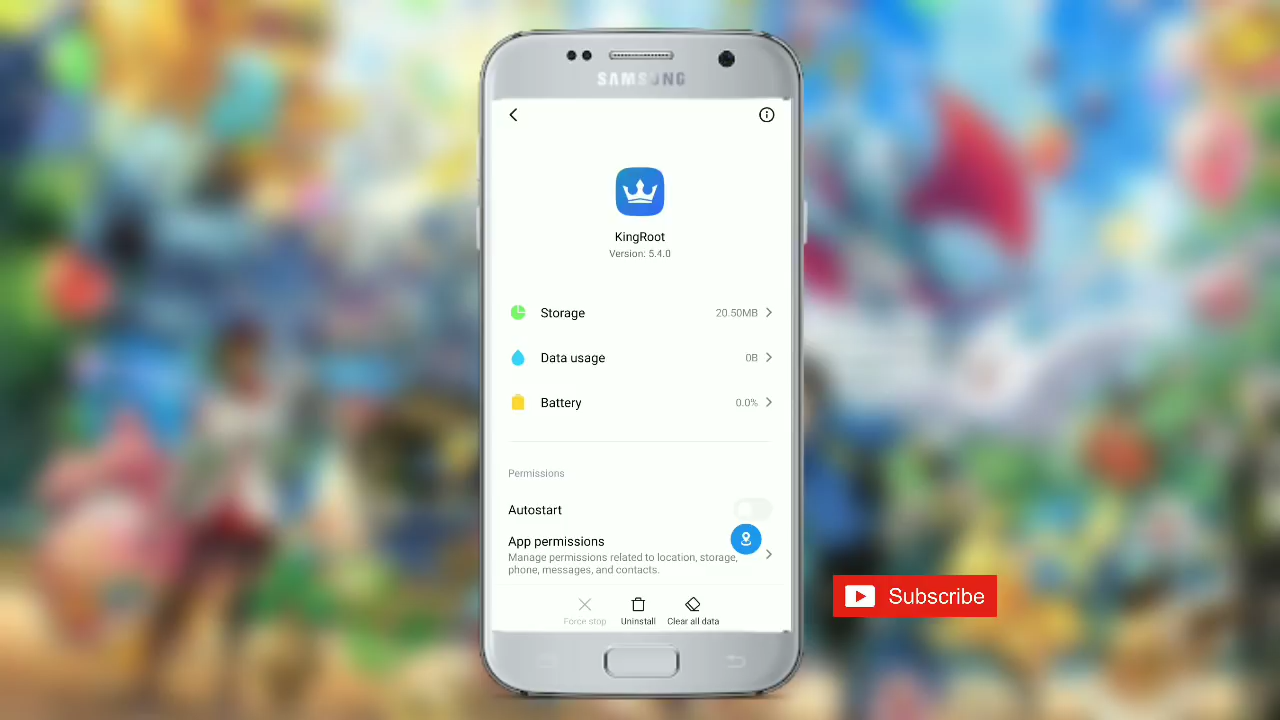 SAMSUNG
KingRoot
Version: 5.4.0
Storage 20.50MB
Data usage 0B
Battery 0.0%
Permissions
Autostart
App permissions
Manage permissions related to location, storage,
phone, messages, and contacts.
Force stop Uninstall Clear all data
Subscribe